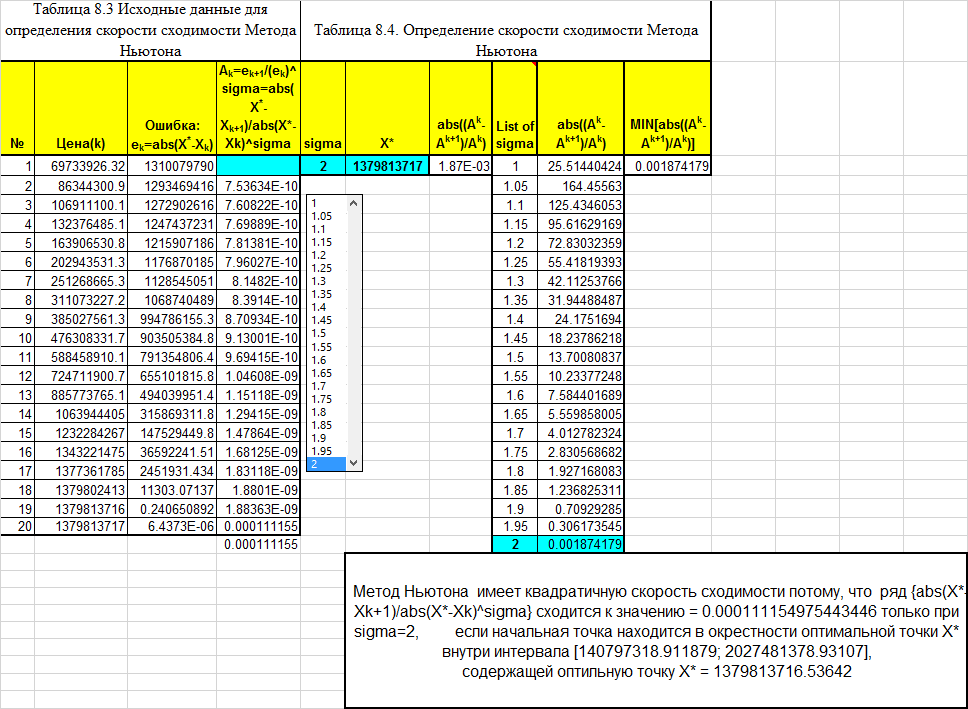 Таблица 8.3 Исходные данные для
определения скорости сходимости Метода
Ньютона
Таблица 8.4. Определение скорости сходимости Метода
Ньютона
№ Цена(k) Ошибка: ek=abs(X*-Xk) Ak=ek+1/(ek)^sigma=abs(X*-Xk+1)/abs(X*-Xk)^sigma sigma X* abs((Ak-Ak+1)/Ak) List of sigma abs((Ak-Ak+1)/Ak) MIN[abs((Ak-Ak+1)/Ak)]
1 69733926.32 1310079790 2 1379813717 1.87E-03 1 25.51440424 0.001874179
2 86344300.9 1293469416 7.53634E-10 1.05 164.45563
3 106911100.1 1272902616 7.60822E-10 1 1.1 125.4346053
4 132376485.1 1247437231 7.69889E-10 1.05 1.15 95.61629169
5 163906530.8 1215907186 7.81381E-10 1.1 1.2 72.83032359
6 202943531.3 1176870185 7.96027E-10 1.15 1.25 55.41819393
7 251268665.3 1128545051 8.1482E-10 1.2 1.3 42.11253766
8 311073227.2 1068740489 8.3914E-10 1.25 1.35 31.94488487
9 385027561.3 994786155.3 8.70934E-10 1.3 1.4 24.1751694
10 476308331.7 903505384.8 9.13001E-10 1.35 1.45 18.23786218
11 588458910.1 791354806.4 9.69415E-10 1.4 1.5 13.70080837
12 724711900.7 655101815.8 1.04608E-09 1.45 1.55 10.23377248
13 885773765.1 494039951.4 1.15118E-09 1.5 1.6 7.584401689
14 1063944405 315869311.8 1.29415E-09 1.55 1.65 5.559858005
15 1232284267 147529449.8 1.47864E-09 1.6 1.7 4.012782324
16 1343221475 36592241.51 1.68125E-09 1.65 1.75 2.830568682
17 1377361785 2451931.434 1.83118E-09 1.7 1.8 1.927168083
18 1379802413 11303.07137 1.8801E-09 1.75 1.85 1.236825311
19 1379813716 0.240650892 1.88363E-09 1.8 1.9 0.70929285
20 1379813717 6.4373E-06 0.000111155 1.85 1.95 0.306173545
0.000111155 1.9 2 0.001874179
1.95
2
Метод Ньютона имеет квадратичную скорость сходимости потому, что ряд {abs(X*-
Xk+1)/abs(X*-Xk)^sigma} сходится к значению = 0.000111154975443446 только при
sigma=2, если начальная точка находится в окрестности оптимальной точки X*
внутри интервала [140797318.911879; 2027481378.93107],
содержащей оптильную точку X* = 1379813716.53642